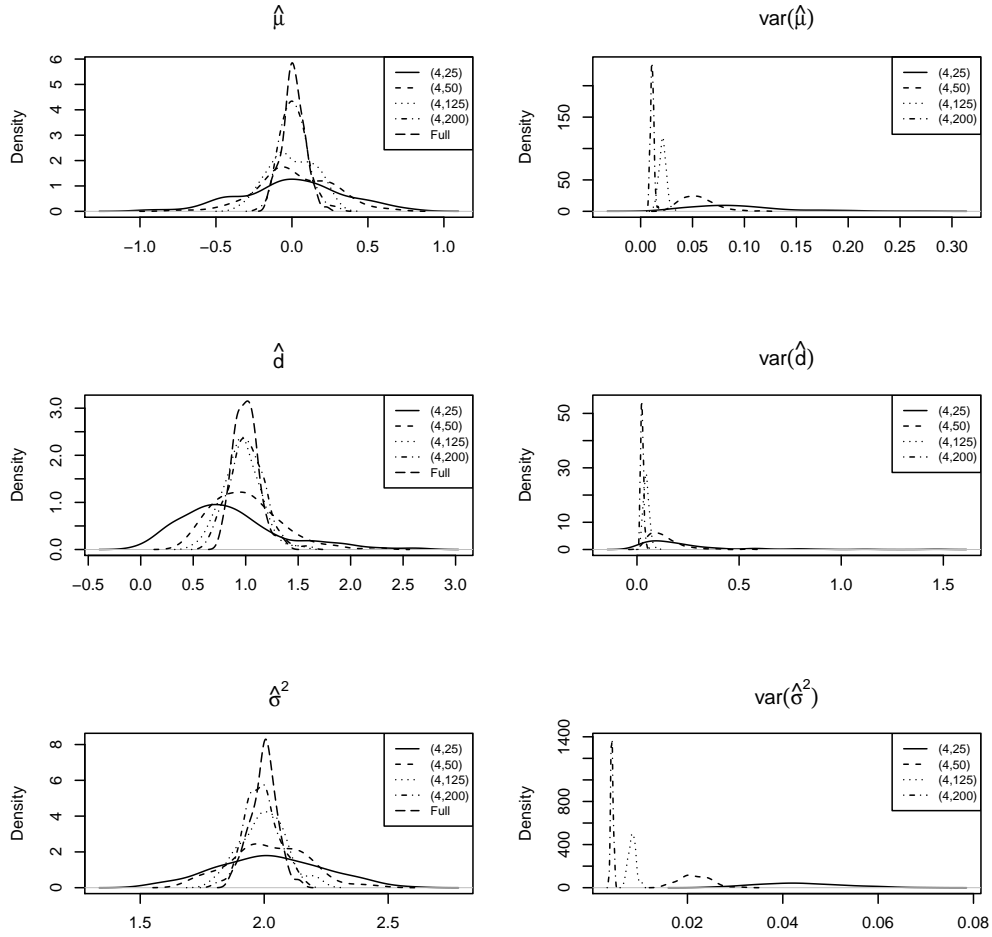 μ̂
Density
0 1 2 3 4 5 6
−1.0 −0.5 0.0 0.5 1.0
(4,25)
(4,50)
(4,125)
(4,200)
Full
var(μ̂)
Density
0 50 150
0.00 0.05 0.10 0.15 0.20 0.25 0.30
(4,25)
(4,50)
(4,125)
(4,200)
d̂
Density
0.0 1.0 2.0 3.0
−0.5 0.0 0.5 1.0 1.5 2.0 2.5 3.0
(4,25)
(4,50)
(4,125)
(4,200)
Full
var(d̂)
Density
0 10 30 50
0.0 0.5 1.0 1.5
(4,25)
(4,50)
(4,125)
(4,200)
σ̂²
Density
0 2 4 6 8
1.5 2.0 2.5
(4,25)
(4,50)
(4,125)
(4,200)
Full
var(σ̂²)
Density
0 400 800 1400
0.02 0.04 0.06 0.08
(4,25)
(4,50)
(4,125)
(4,200)